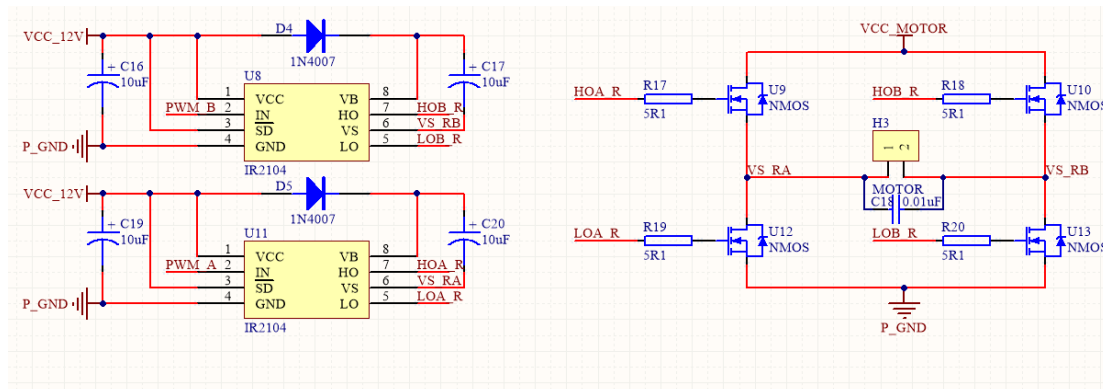 VCC_12V
D4
1N4007
+ C16
10uF
U8
+ C17
10uF
1 VCC VB 8
PWM_B 2 IN HO 7 HOB_R
3 SD VS 6 VS_RB
4 GND LO 5 LOB_R
P_GND
IR2104
VCC_12V
D5
1N4007
+ C19
10uF
U11
+ C20
10uF
1 VCC VB 8
PWM_A 2 IN HO 7 HOA_R
3 SD VS 6 VS_RA
4 GND LO 5 LOA_R
P_GND
IR2104
VCC_MOTOR
HOA_R R17 U9
5R1 NMOS
HOB_R R18 U10
5R1 NMOS
H3
1 2
VS_RA
VS_RB
MOTOR
C18 0.01uF
LOA_R R19 U12
5R1 NMOS
LOB_R R20 U13
5R1 NMOS
P_GND